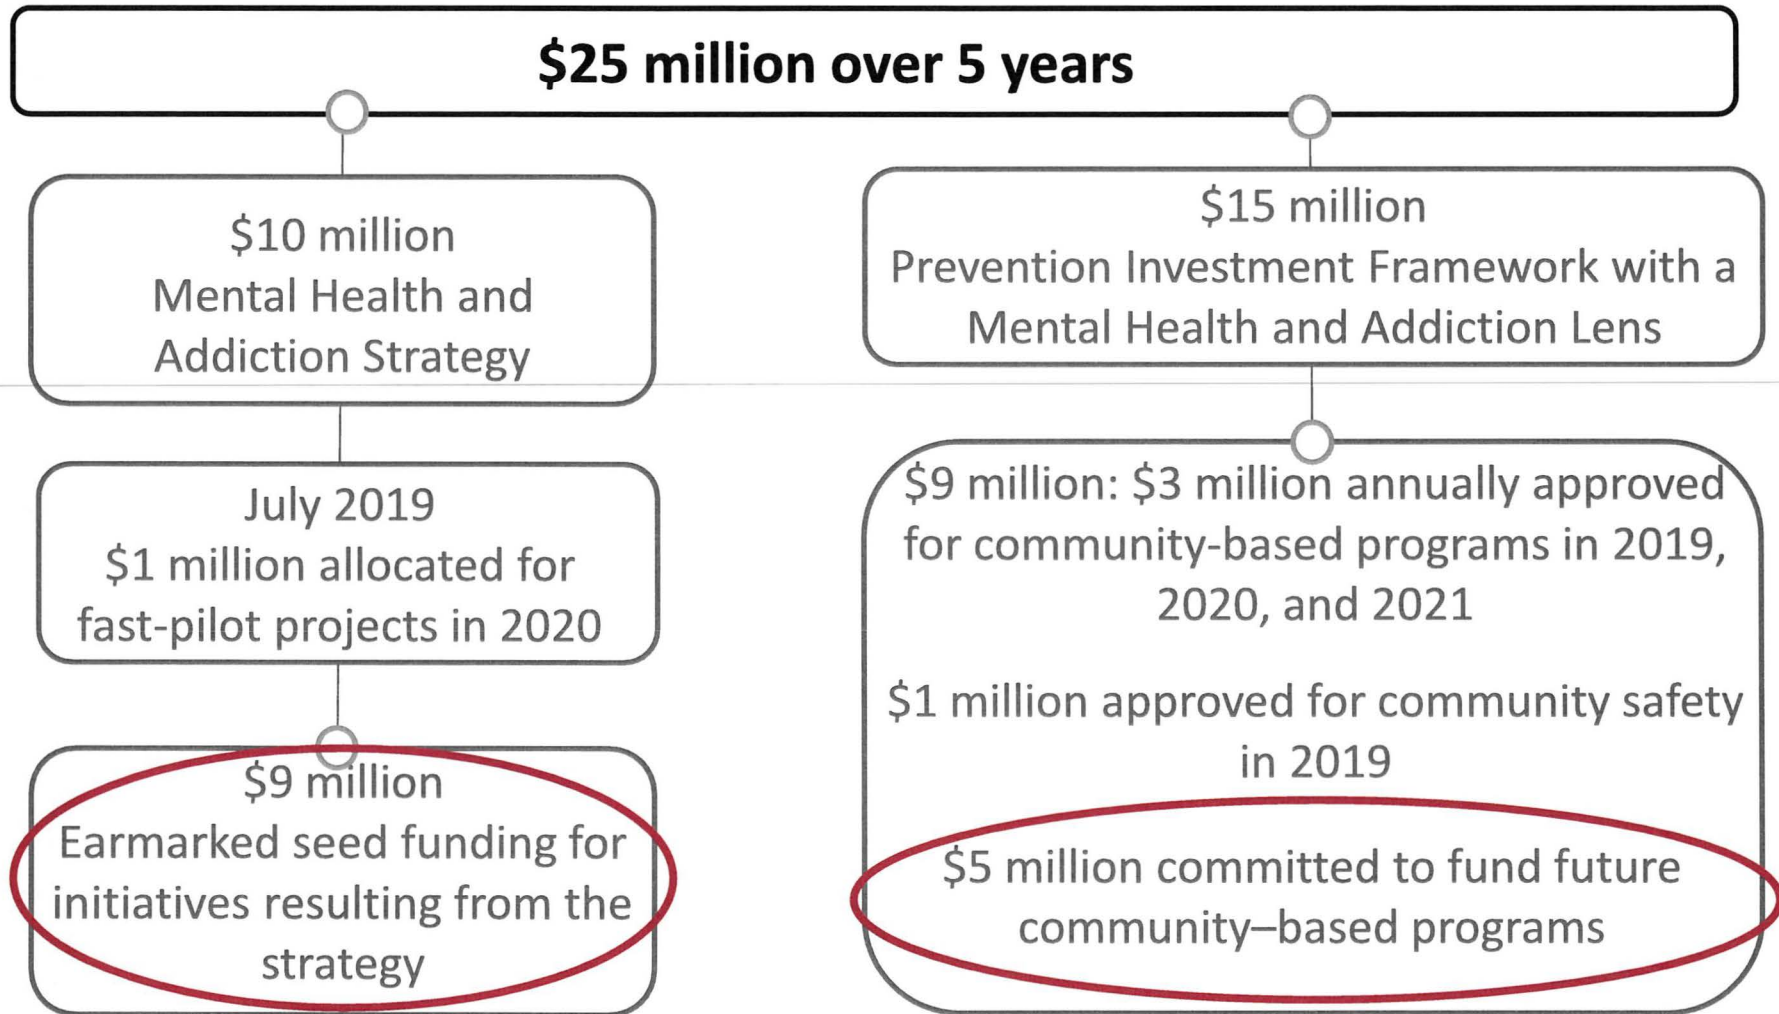 $25 million over 5 years
$10 million
Mental Health and
Addiction Strategy
July 2019
$1 million allocated for
fast-pilot projects in 2020
$9 million
Earmarked seed funding for
initiatives resulting from the
strategy
$15 million
Prevention Investment Framework with a
Mental Health and Addiction Lens
$9 million: $3 million annually approved
for community-based programs in 2019,
2020, and 2021
$1 million approved for community safety
in 2019
$5 million committed to fund future
community–based programs